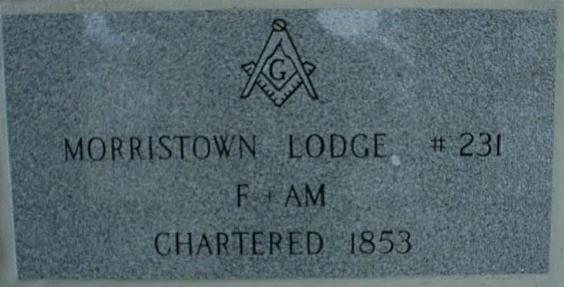 G
MORRISTOWN LODGE # 231
F + AM
CHARTERED 1853